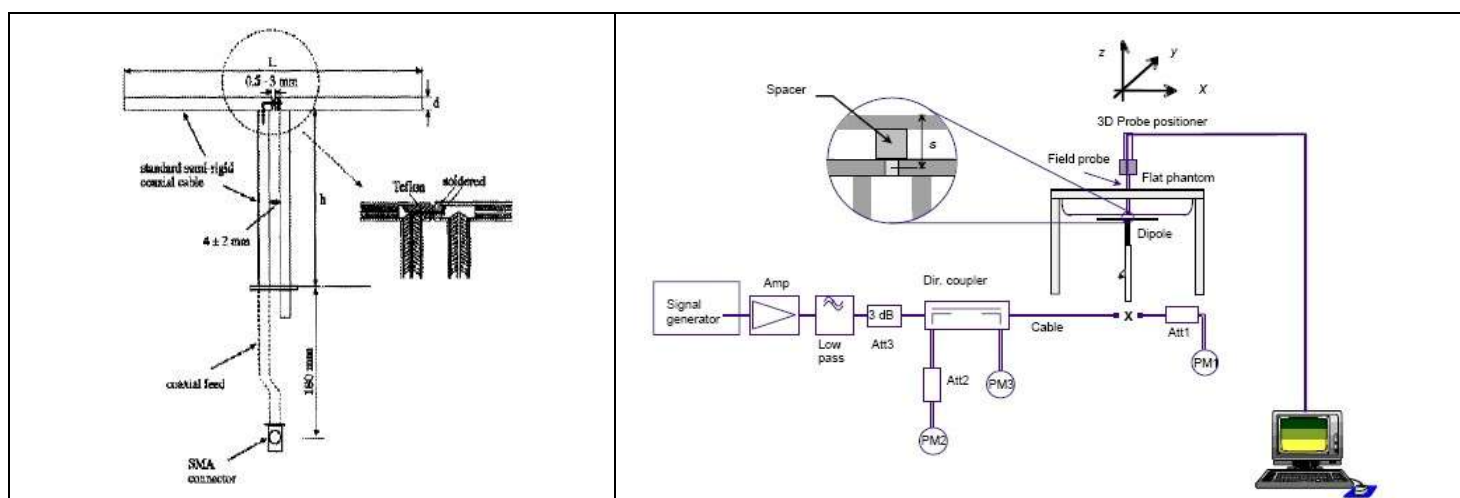 L
0.5 - 3 mm
d
standard semi-rigid
coaxial cable
h
Teflon
soldered
4 ± 2 mm
coaxial feed
180 mm
SMA
connector
z
y
X
Spacer
s
3D Probe positioner
Field probe
Flat phantom
Dipole
Signal
generator
Amp
Low
pass
3 dB
Att3
Dir. coupler
Cable
X
Att1
PM1
Att2
PM3
PM2